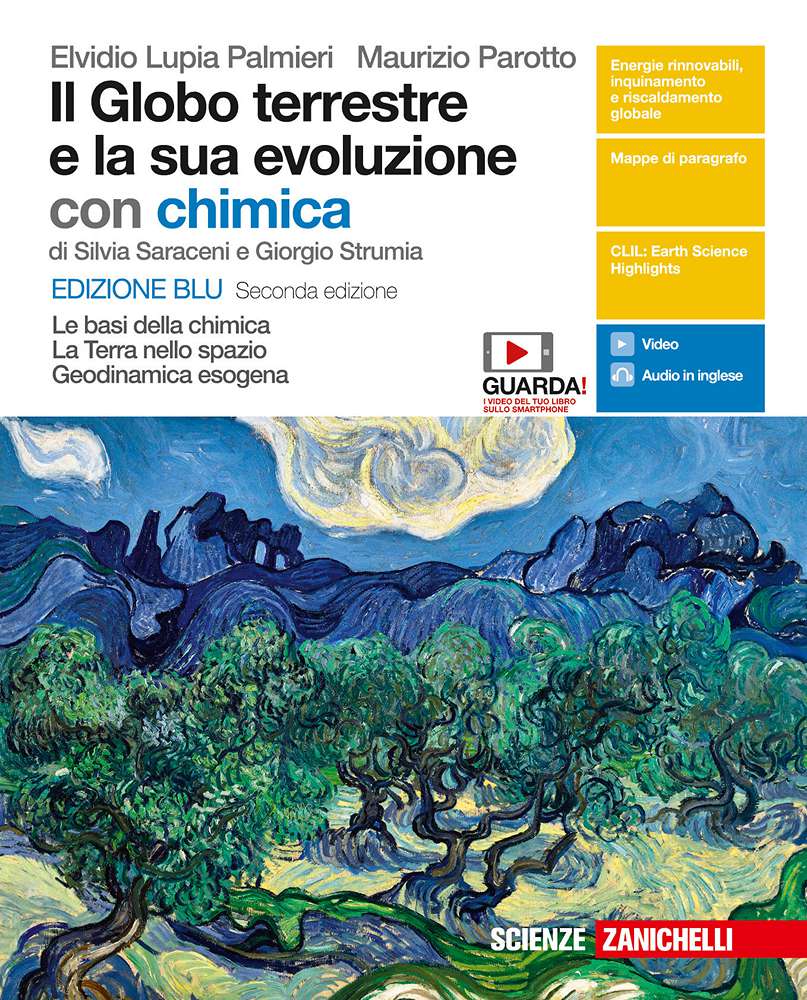 Elvidio Lupia Palmieri Maurizio Parotto
Il Globo terrestre
e la sua evoluzione
con chimica
di Silvia Saraceni e Giorgio Strumia
EDIZIONE BLU Seconda edizione
Le basi della chimica
La Terra nello spazio
Geodinamica esogena
GUARDA!
I VIDEO DEL TUO LIBRO
SULLO SMARTPHONE
Energie rinnovabili,
inquinamento
e riscaldamento
globale
Mappe di paragrafo
CLIL: Earth Science
Highlights
Video
Audio in inglese
SCIENZE ZANICHELLI